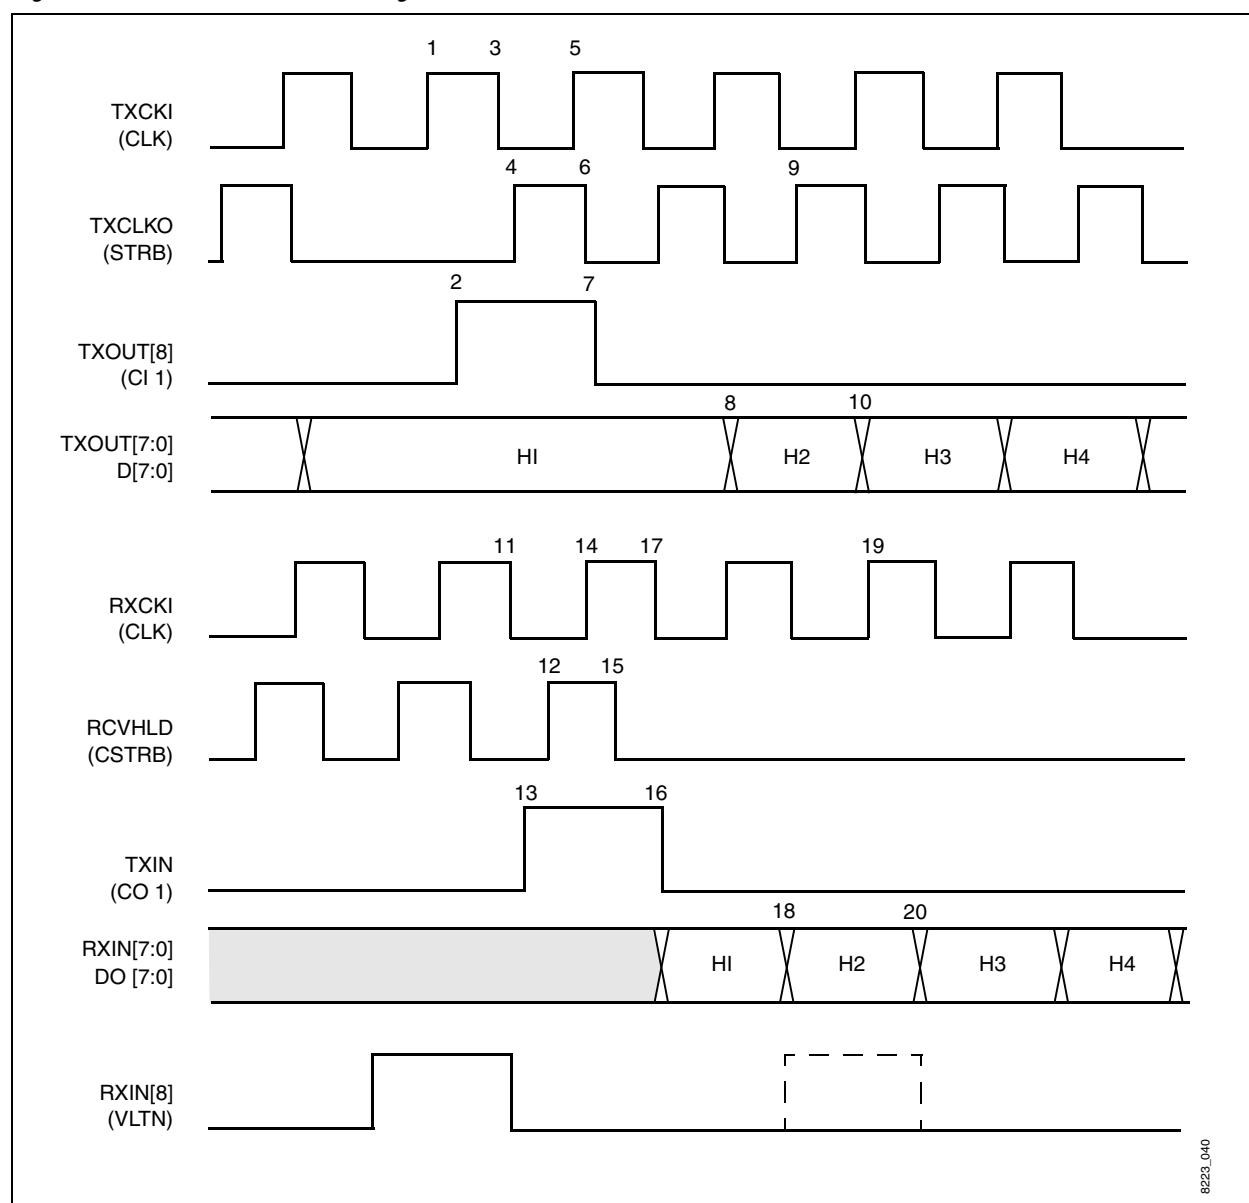 1 3 5
TXCKI
(CLK)
4 6 9
TXCLKO
(STRB)
2 7
TXOUT[8]
(CI 1)
8 10
TXOUT[7:0]
D[7:0]
HI H2 H3 H4
11 14 17 19
RXCKI
(CLK)
12 15
RCVHLD
(CSTRB)
13 16
TXIN
(CO 1)
18 20
RXIN[7:0]
DO [7:0]
HI H2 H3 H4
RXIN[8]
(VLTN)
8223_040